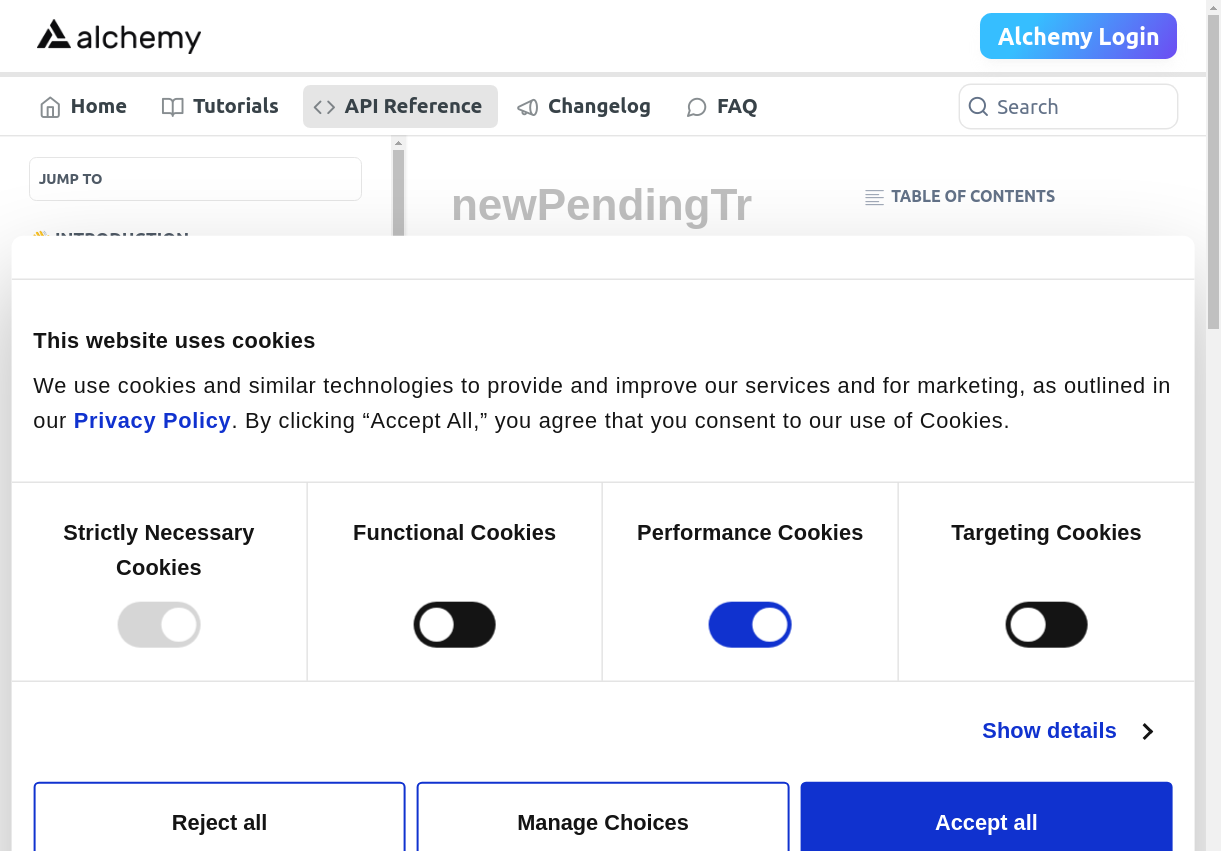 alchemy
Alchemy Login
Home
Tutorials
API Reference
Changelog
FAQ
Search
JUMP TO
newPendingTr
TABLE OF CONTENTS
INTRODUCTION
This website uses cookies
We use cookies and similar technologies to provide and improve our services and for marketing, as outlined in
our Privacy Policy. By clicking “Accept All,” you agree that you consent to our use of Cookies.
Strictly Necessary
Cookies
Functional Cookies
Performance Cookies
Targeting Cookies
Show details
Reject all
Manage Choices
Accept all